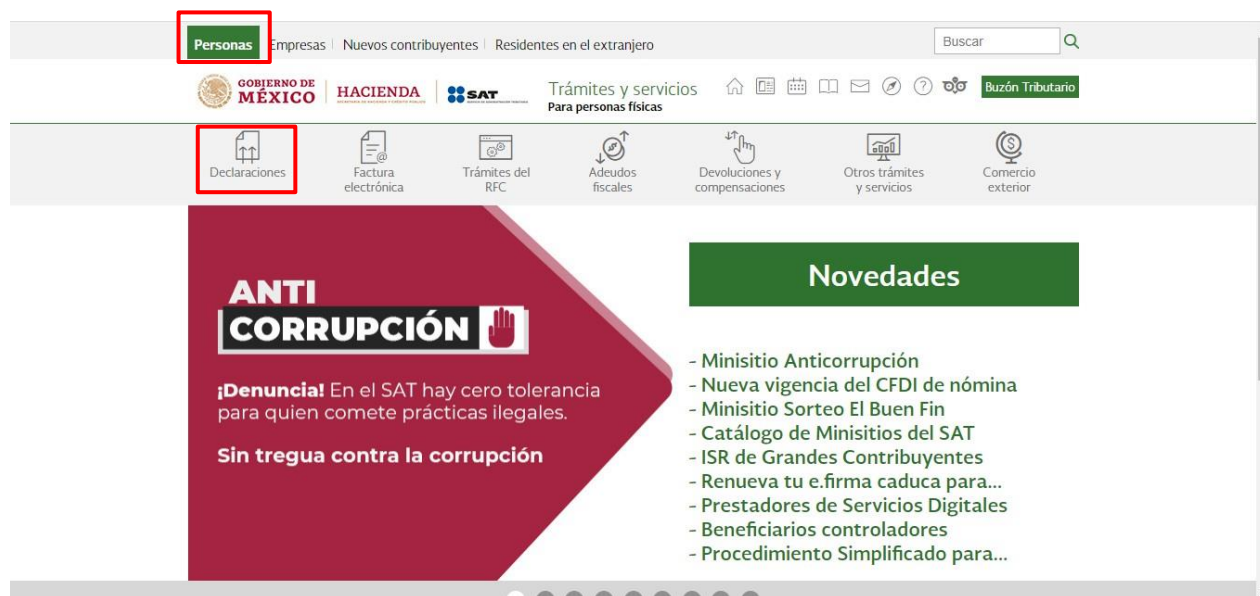 Personas Empresas Nuevos contribuyentes Residentes en el extranjero Buscar
GOBIERNO DE
MÉXICO
HACIENDA
SAT
Trámites y servicios
Para personas físicas
Buzón Tributario
Declaraciones
Factura
electrónica
Trámites del
RFC
Adeudos
fiscales
Devoluciones y
compensaciones
Otros trámites
y servicios
Comercio
exterior
ANTI
CORRUPCIÓN
¡Denuncia! En el SAT hay cero tolerancia
para quien comete prácticas ilegales.
Sin tregua contra la corrupción
Novedades
- Minisitio Anticorrupción
- Nueva vigencia del CFDI de nómina
- Minisitio Sorteo El Buen Fin
- Catálogo de Minisitios del SAT
- ISR de Grandes Contribuyentes
- Renueva tu e.firma caduca para...
- Prestadores de Servicios Digitales
- Beneficiarios controladores
- Procedimiento Simplificado para...